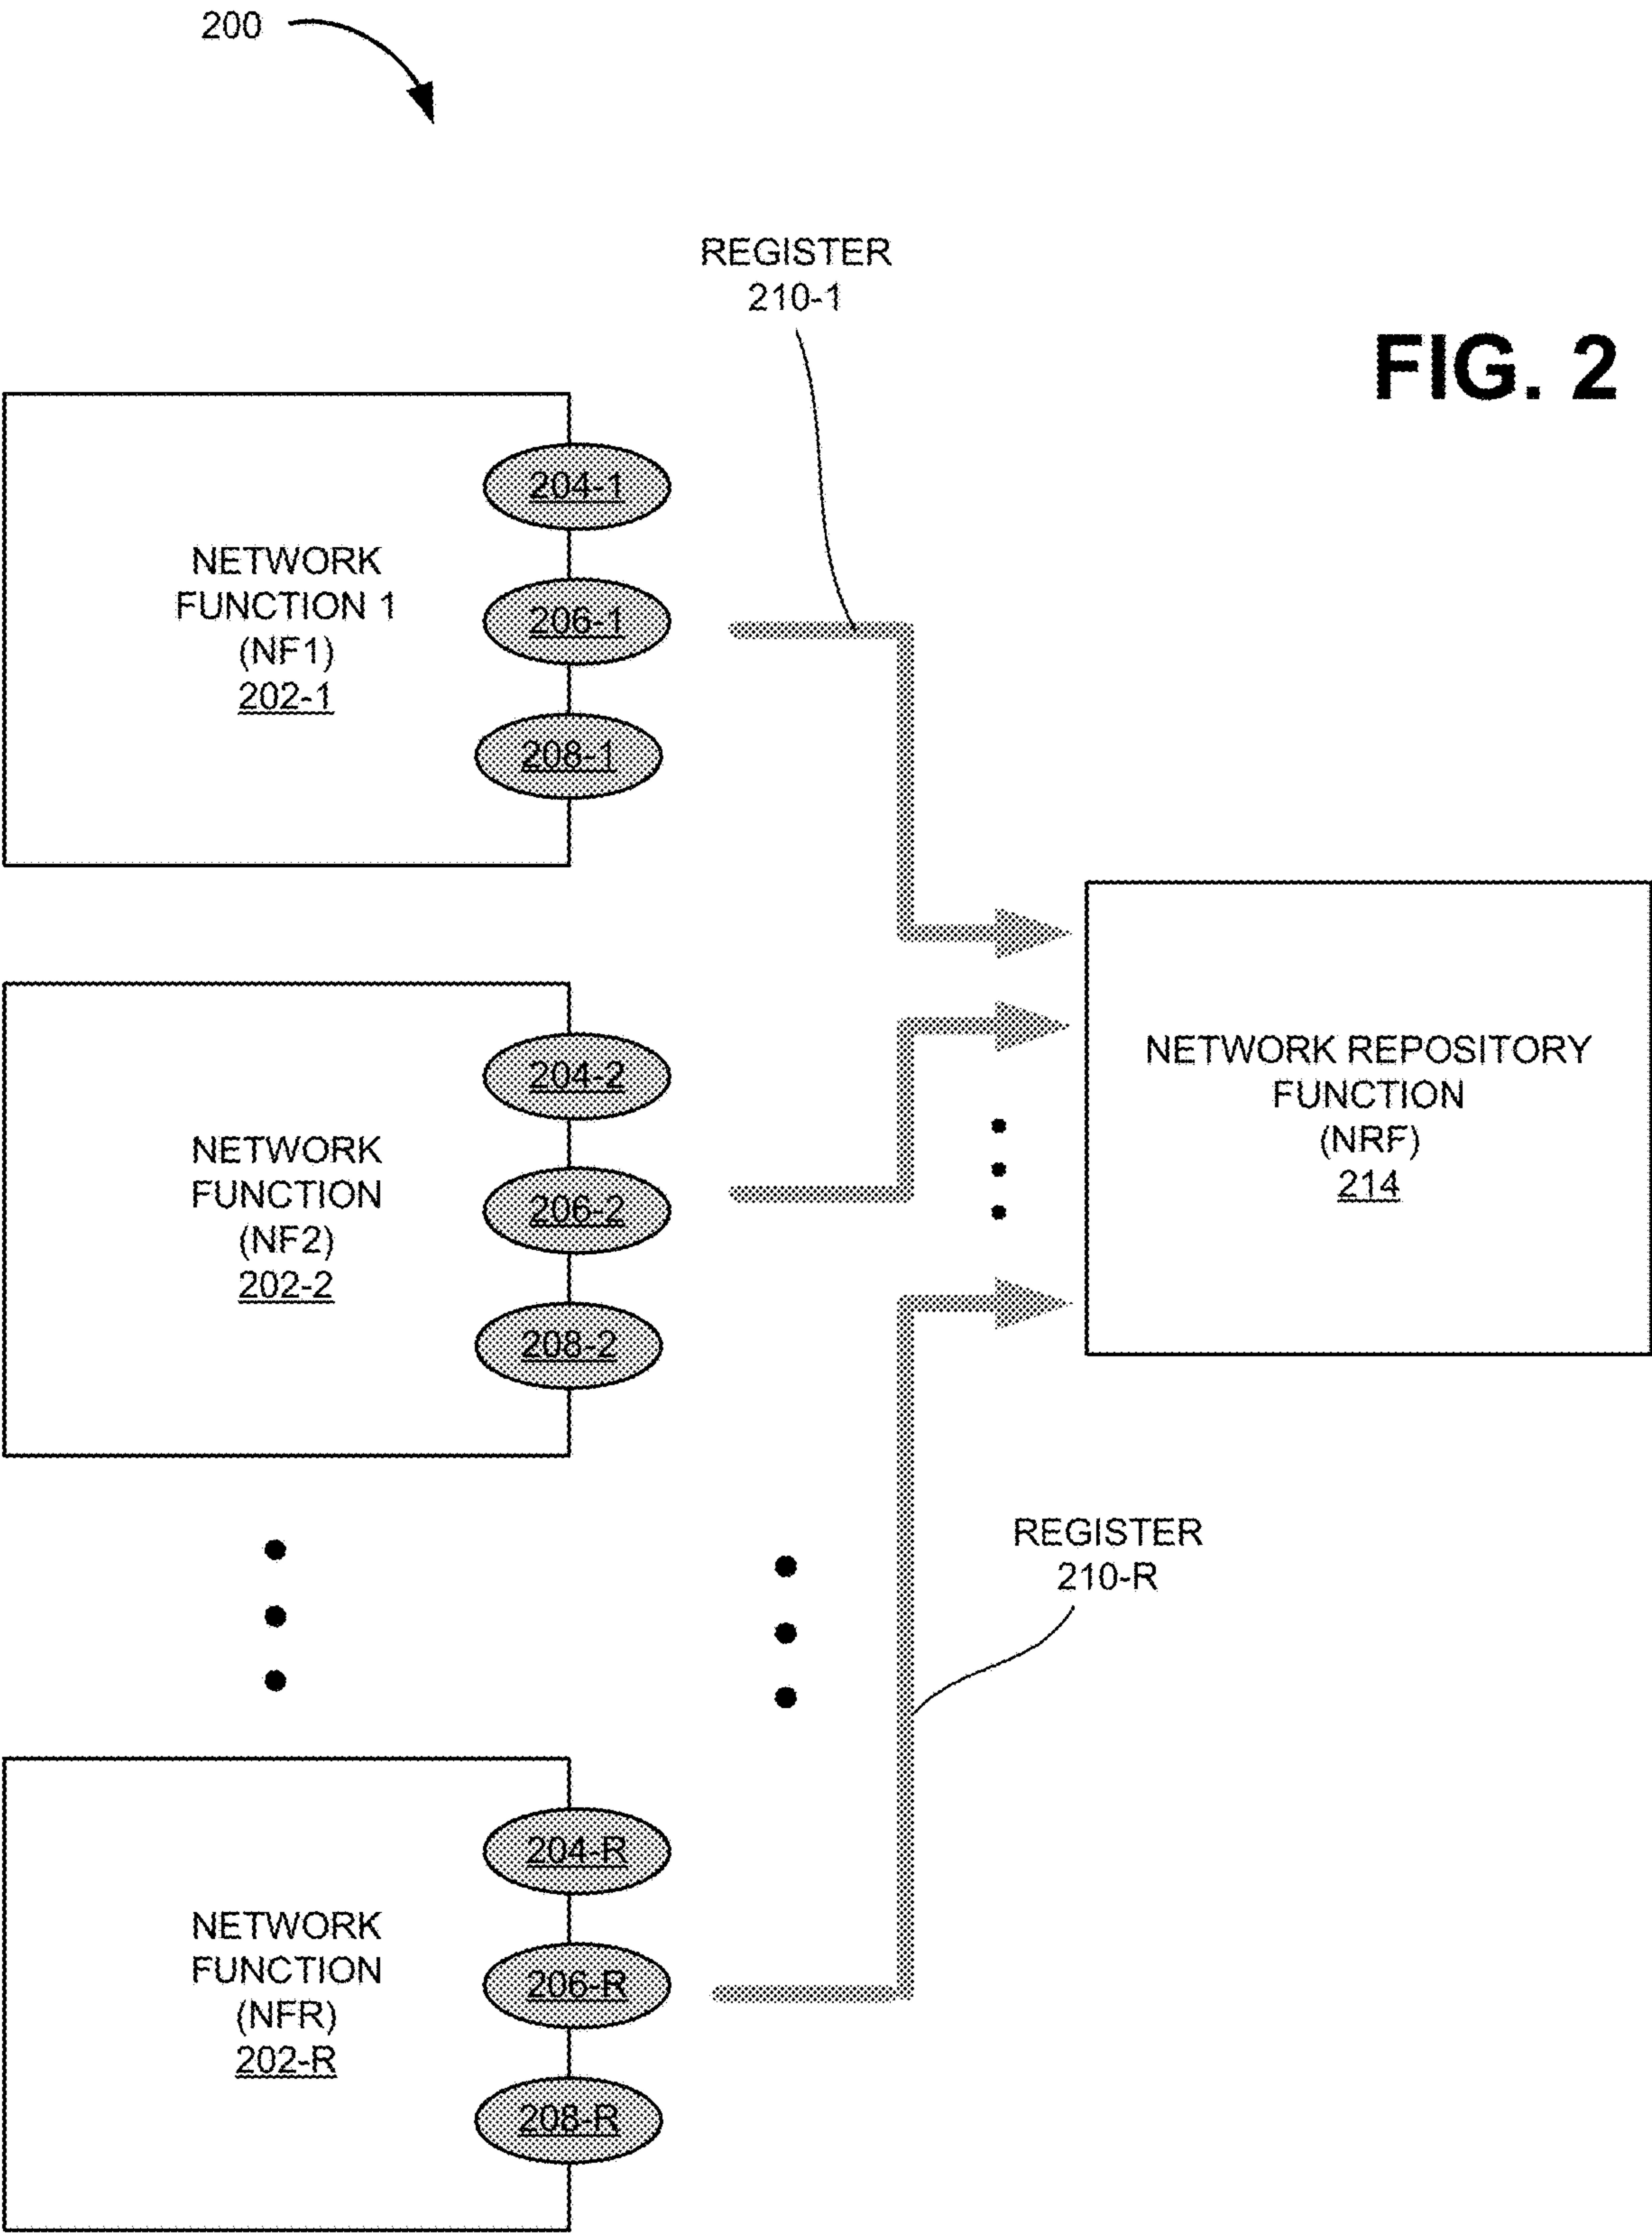 200
REGISTER
210-1
FIG. 2
NETWORK
FUNCTION 1
(NF1)
202-1
204-1
206-1
208-1
NETWORK REPOSITORY
FUNCTION
(NRF)
214
NETWORK
FUNCTION
(NF2)
202-2
204-2
206-2
208-2
REGISTER
210-R
NETWORK
FUNCTION
(NFR)
202-R
204-R
206-R
208-R